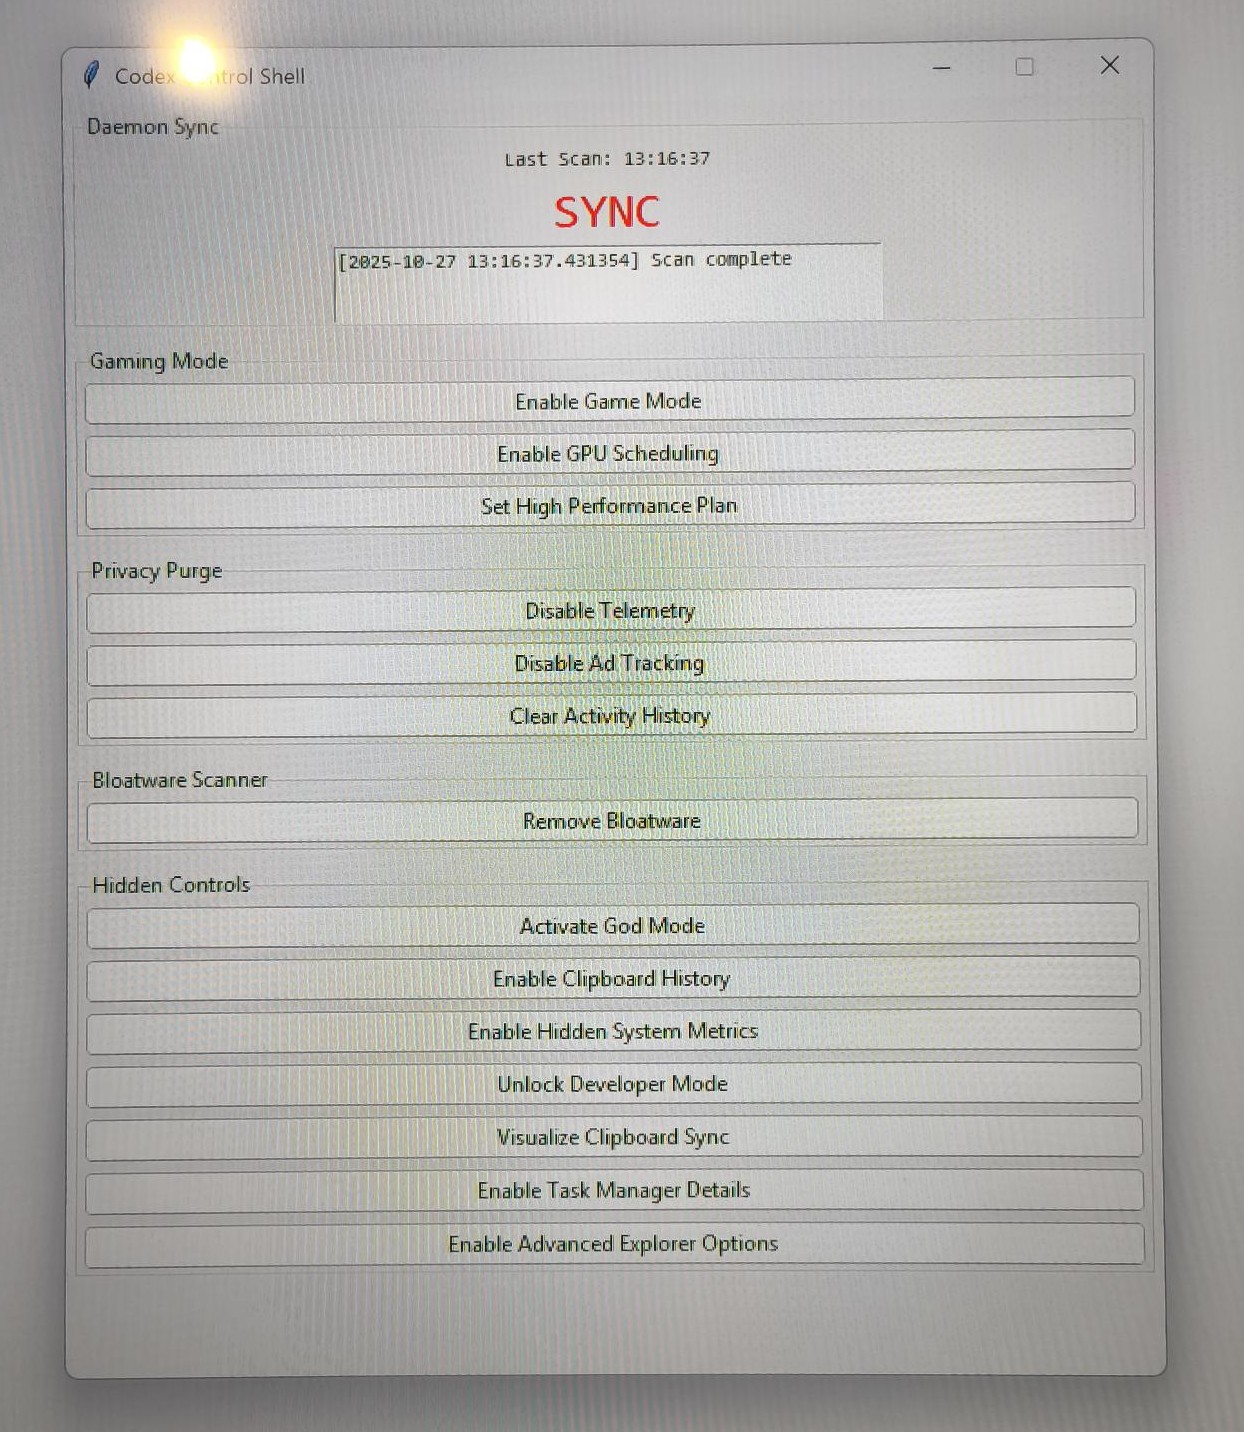 Codex Control Shell
Daemon Sync
Last Scan: 13:16:37
SYNC
[2025-10-27 13:16:37.431354] Scan complete
Gaming Mode
Enable Game Mode
Enable GPU Scheduling
Set High Performance Plan
Privacy Purge
Disable Telemetry
Disable Ad Tracking
Clear Activity History
Bloatware Scanner
Remove Bloatware
Hidden Controls
Activate God Mode
Enable Clipboard History
Enable Hidden System Metrics
Unlock Developer Mode
Visualize Clipboard Sync
Enable Task Manager Details
Enable Advanced Explorer Options